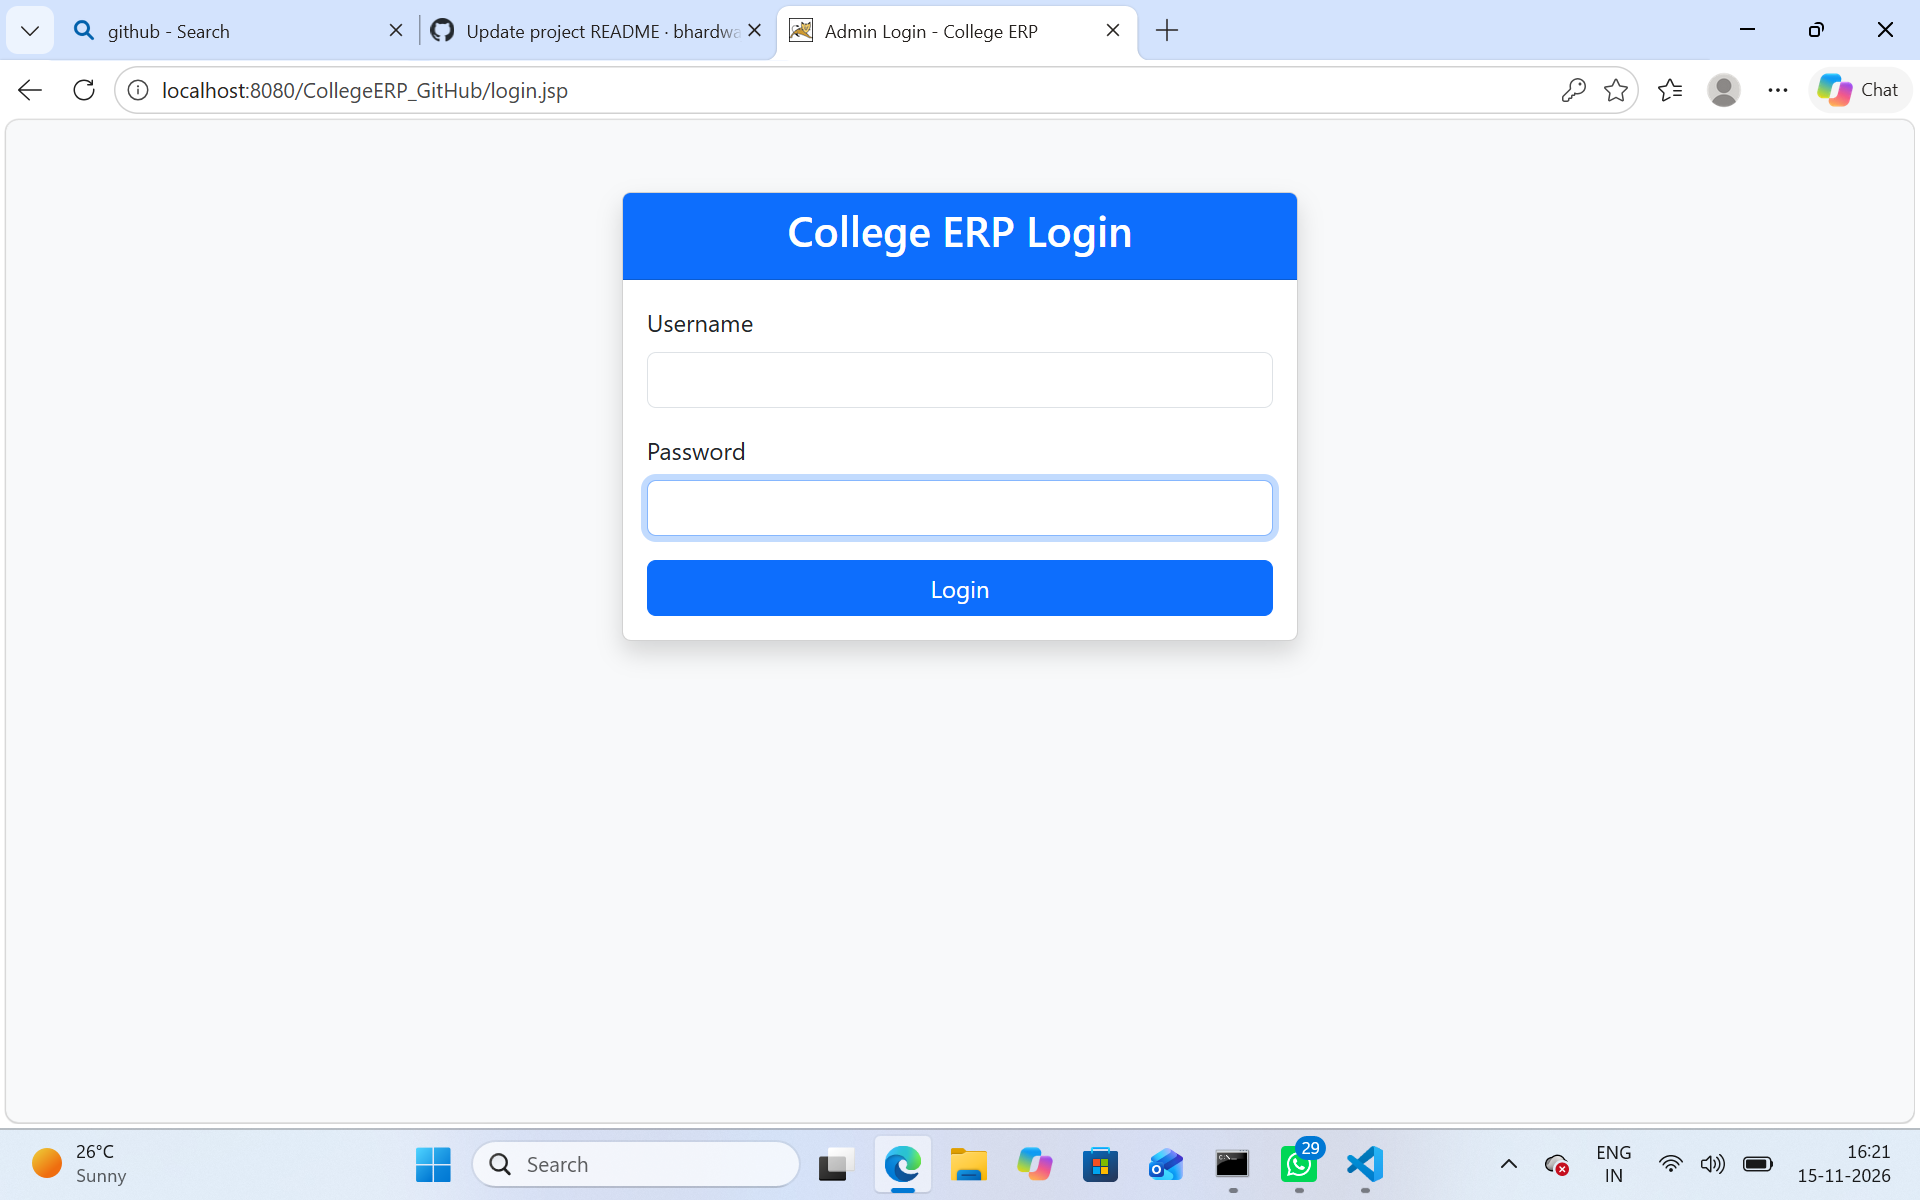 github - Search
Update project README · bhardwa
Admin Login - College ERP
localhost:8080/CollegeERP_GitHub/login.jsp
Chat
College ERP Login
Username
Password
Login
26°C
Sunny
Search
29
ENG
IN
16:21
15-11-2026